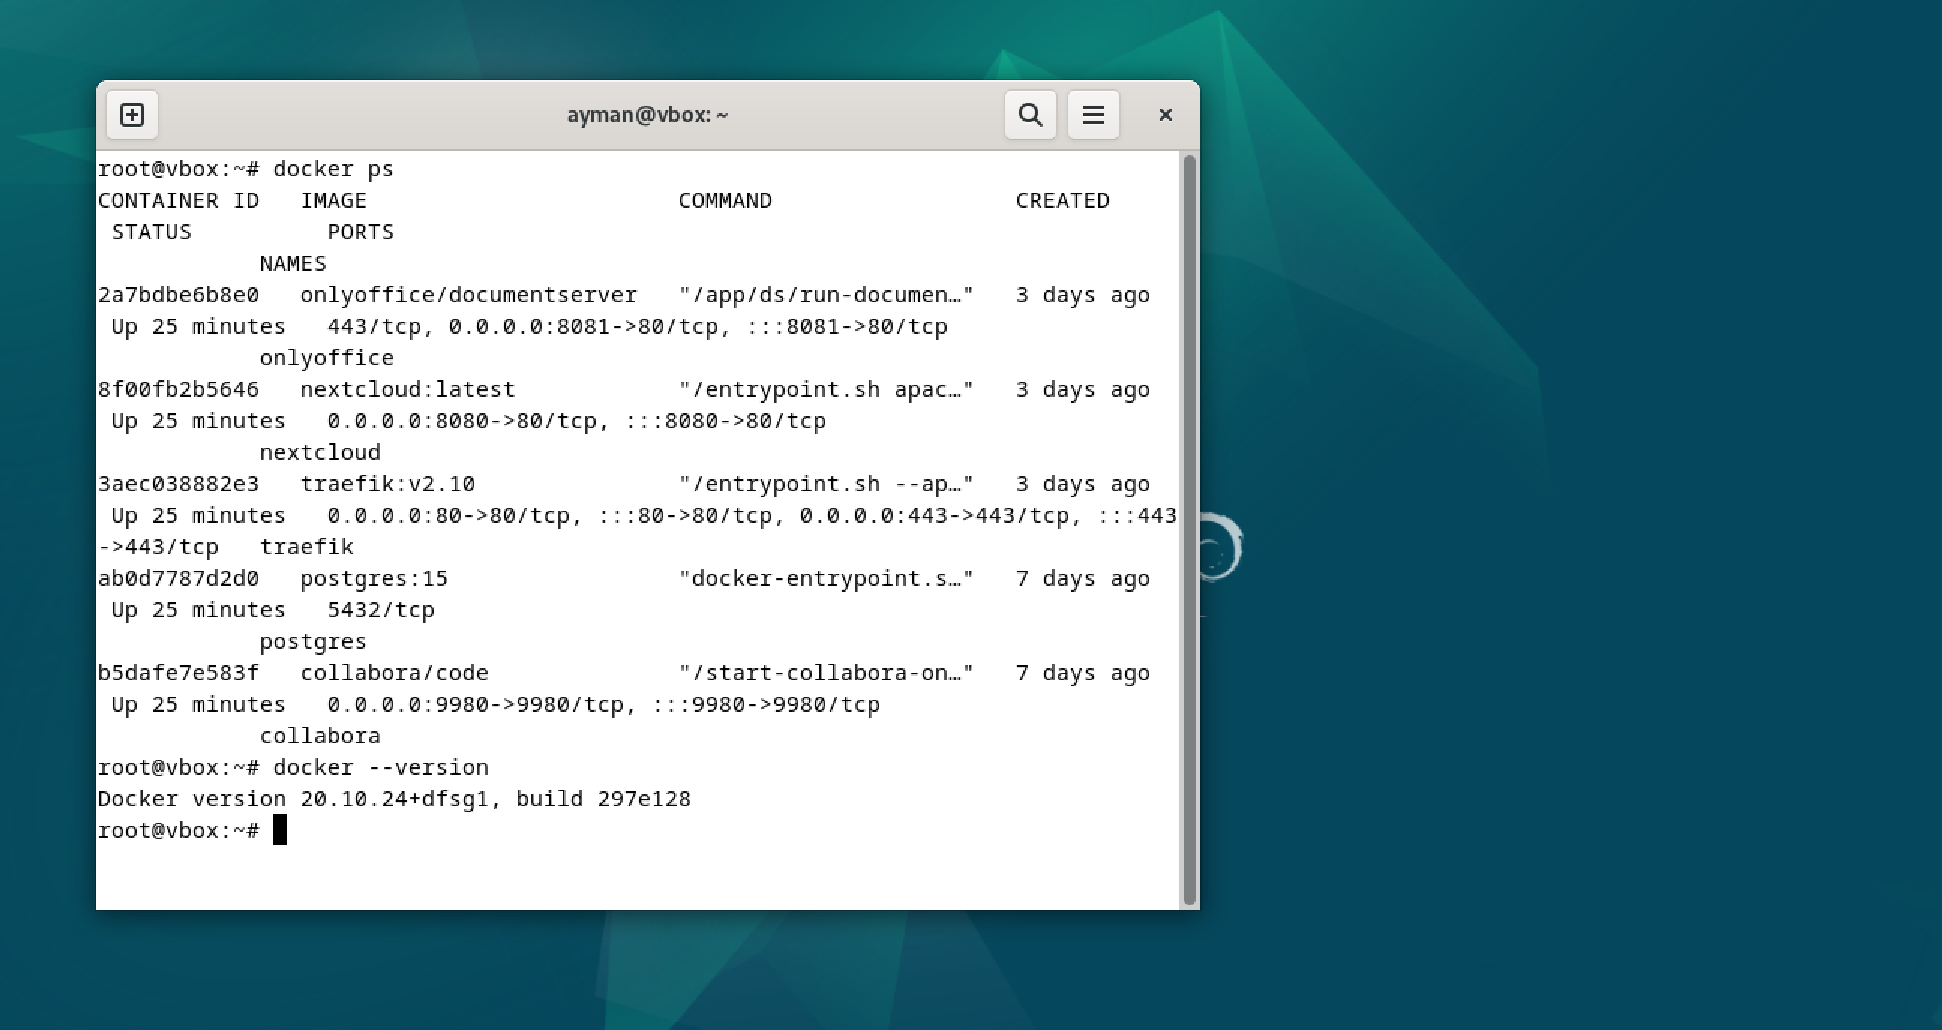 ayman@vbox: ~
root@vbox:~# docker ps
CONTAINER ID   IMAGE                       COMMAND                  CREATED
 STATUS          PORTS
            NAMES
2a7bdbe6b8e0   onlyoffice/documentserver   "/app/ds/run-documen…"   3 days ago
 Up 25 minutes   443/tcp, 0.0.0.0:8081->80/tcp, :::8081->80/tcp
            onlyoffice
8f00fb2b5646   nextcloud:latest            "/entrypoint.sh apac…"   3 days ago
 Up 25 minutes   0.0.0.0:8080->80/tcp, :::8080->80/tcp
            nextcloud
3aec038882e3   traefik:v2.10               "/entrypoint.sh --ap…"   3 days ago
 Up 25 minutes   0.0.0.0:80->80/tcp, :::80->80/tcp, 0.0.0.0:443->443/tcp, :::443
->443/tcp   traefik
ab0d7787d2d0   postgres:15                 "docker-entrypoint.s…"   7 days ago
 Up 25 minutes   5432/tcp
            postgres
b5dafe7e583f   collabora/code              "/start-collabora-on…"   7 days ago
 Up 25 minutes   0.0.0.0:9980->9980/tcp, :::9980->9980/tcp
            collabora
root@vbox:~# docker --version
Docker version 20.10.24+dfsg1, build 297e128
root@vbox:~#